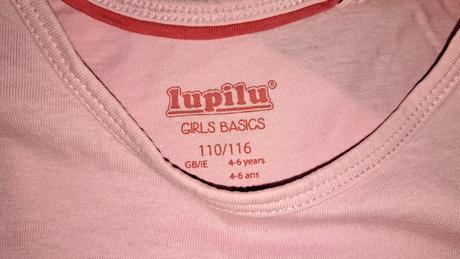 lupilu®
GIRLS BASICS
110/116
GB/IE 4-6 years
4-6 ans